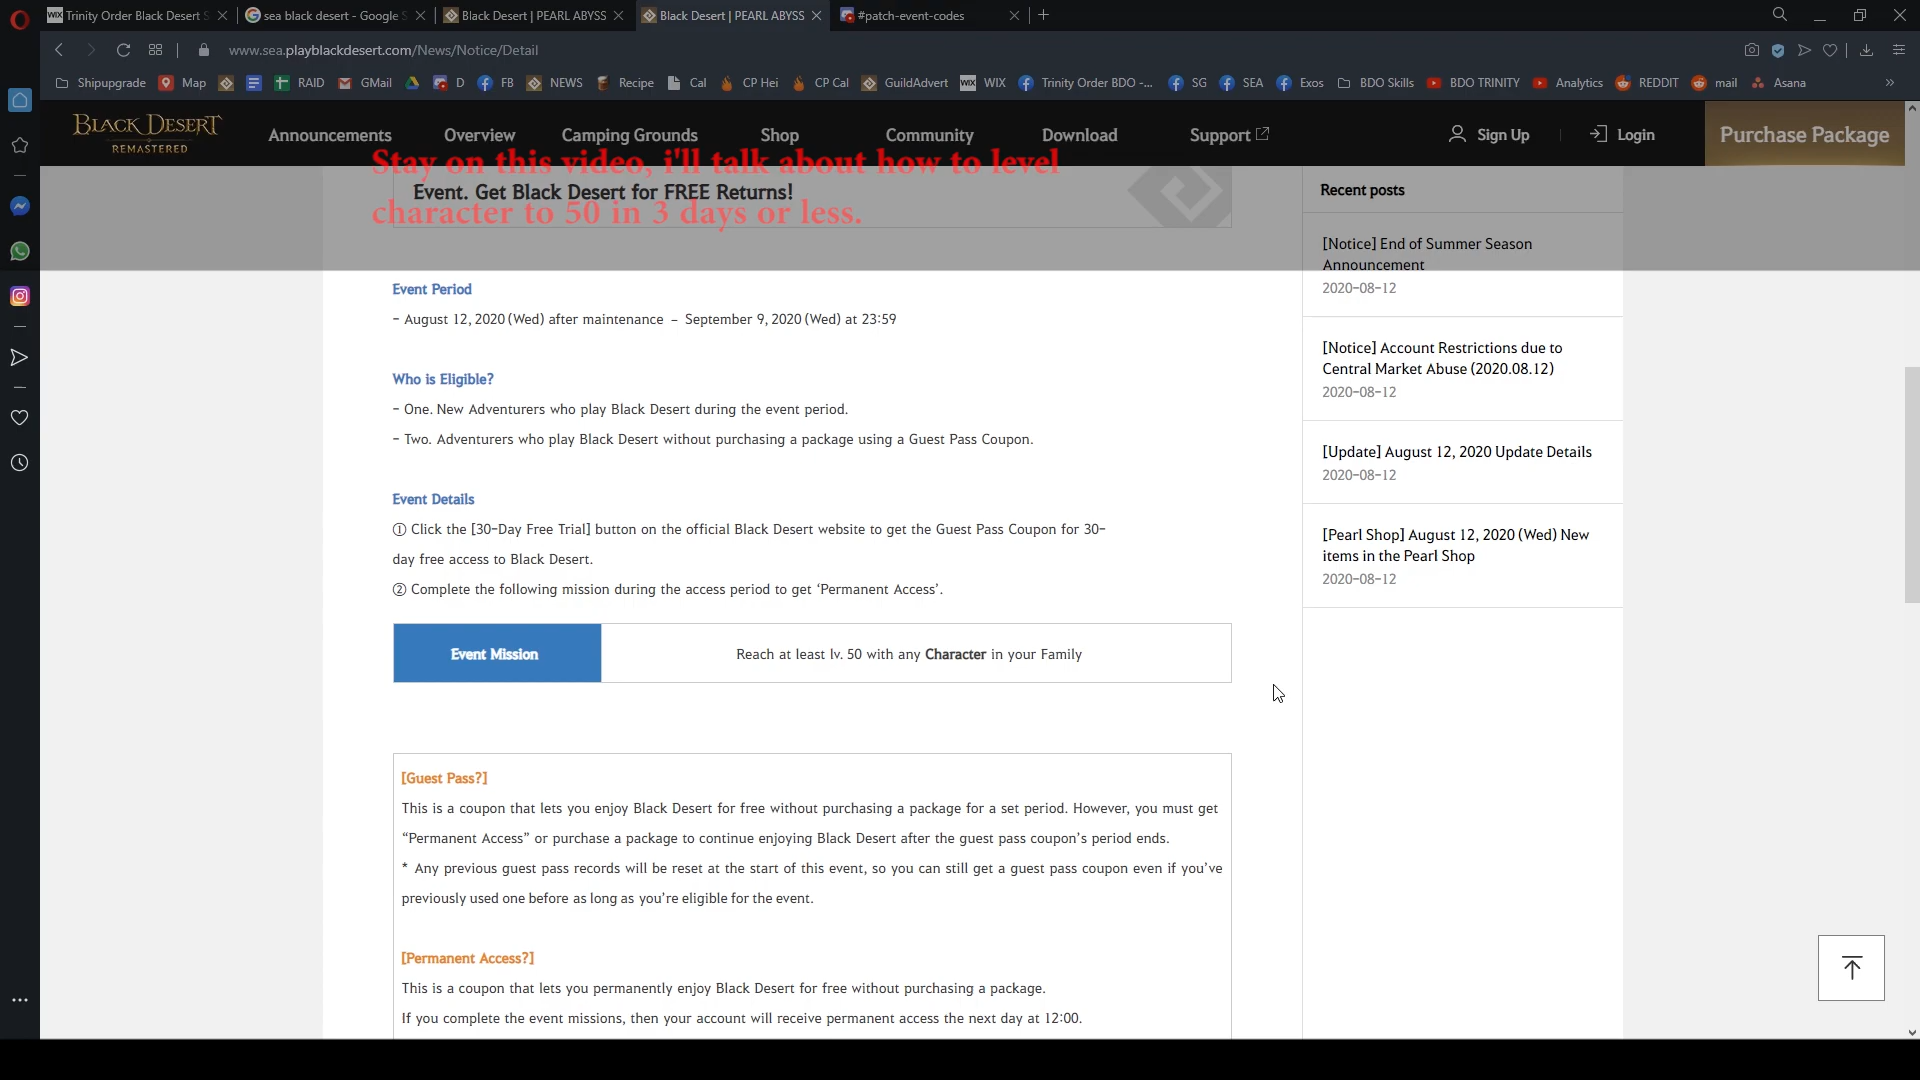 Trinity Order Black Desert S
sea black desert - Google S
Black Desert | PEARL ABYSS
Black Desert | PEARL ABYSS
#patch-event-codes
www.sea.playblackdesert.com/News/Notice/Detail
Shipupgrade
Map
RAID
GMail
D
FB
NEWS
Recipe
Cal
CP Hei
CP Cal
GuildAdvert
WIX
WIX
Trinity Order BDO -...
SG
SEA
Exos
BDO Skills
BDO TRINITY
Analytics
REDDIT
mail
Asana
BLACK DESERT
REMASTERED
Announcements
Overview
Camping Grounds
Shop
Community
Download
Support
Sign Up
Login
Purchase Package
Stay on this video, i'll talk about how to level
character to 50 in 3 days or less.
Event. Get Black Desert for FREE Returns!
Event Period
- August 12, 2020 (Wed) after maintenance – September 9, 2020 (Wed) at 23:59
Who is Eligible?
- One. New Adventurers who play Black Desert during the event period.
- Two. Adventurers who play Black Desert without purchasing a package using a Guest Pass Coupon.
Event Details
① Click the [30-Day Free Trial] button on the official Black Desert website to get the Guest Pass Coupon for 30-
day free access to Black Desert.
② Complete the following mission during the access period to get ‘Permanent Access’.
Event Mission
Reach at least lv. 50 with any Character in your Family
[Guest Pass?]
This is a coupon that lets you enjoy Black Desert for free without purchasing a package for a set period. However, you must get
“Permanent Access” or purchase a package to continue enjoying Black Desert after the guest pass coupon’s period ends.
* Any previous guest pass records will be reset at the start of this event, so you can still get a guest pass coupon even if you’ve
previously used one before as long as you’re eligible for the event.
[Permanent Access?]
This is a coupon that lets you permanently enjoy Black Desert for free without purchasing a package.
If you complete the event missions, then your account will receive permanent access the next day at 12:00.
Recent posts
[Notice] End of Summer Season
Announcement
2020-08-12
[Notice] Account Restrictions due to
Central Market Abuse (2020.08.12)
2020-08-12
[Update] August 12, 2020 Update Details
2020-08-12
[Pearl Shop] August 12, 2020 (Wed) New
items in the Pearl Shop
2020-08-12